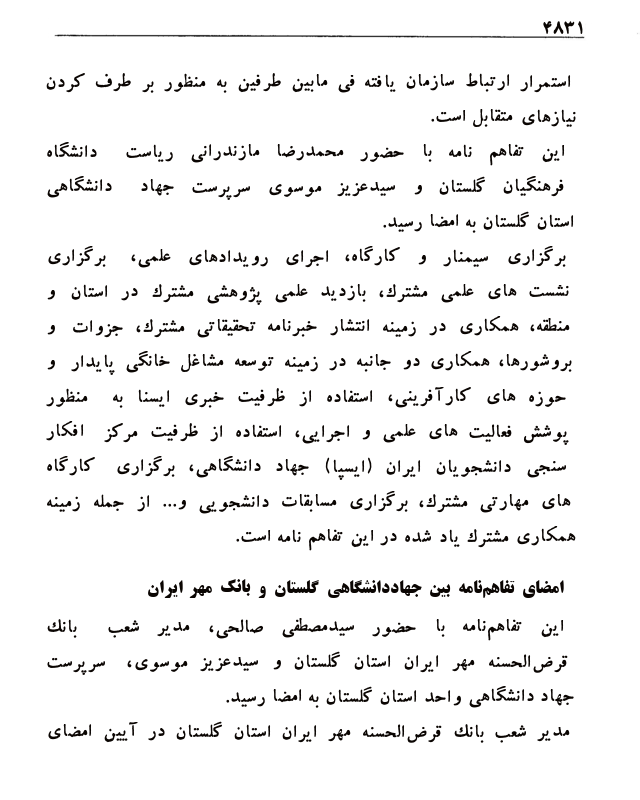 ۴۸۳۱
استمرار ارتباط سازمان یافته فی مابین طرفین به منظور بر طرف کردن
نیازهای متقابل است.
این تفاهم نامه با حضور محمدرضا مازندرانی ریاست دانشگاه
فرهنگیان گلستان و سیدعزیز موسوی سرپرست جهاد دانشگاهی
استان گلستان به امضا رسید.
برگزاری سیمنار و کارگاه، اجرای رویدادهای علمی، برگزاری
نشست های علمی مشترك، بازدید علمی پژوهشی مشترك در استان و
منطقه، همکاری در زمینه انتشار خبرنامه تحقیقاتی مشترك، جزوات و
بروشورها، همکاری دو جانبه در زمینه توسعه مشاغل خانگی پایدار و
حوزه های کارآفرینی، استفاده از ظرفیت خبری ایسنا به منظور
پوشش فعالیت های علمی و اجرایی، استفاده از ظرفیت مرکز افکار
سنجی دانشجویان ایران (ایسپا) جهاد دانشگاهی، برگزاری کارگاه
های مهارتی مشترك، برگزاری مسابقات دانشجویی و... از جمله زمینه
همکاری مشترك یاد شده در این تفاهم نامه است.
امضای تفاهم‌نامه بین جهاددانشگاهی گلستان و بانک مهر ایران
این تفاهم‌نامه با حضور سیدمصطفی صالحی، مدیر شعب بانك
قرض‌الحسنه مهر ایران استان گلستان و سیدعزیز موسوی، سرپرست
جهاد دانشگاهی واحد استان گلستان به امضا رسید.
مدیر شعب بانك قرض‌الحسنه مهر ایران استان گلستان در آیین امضای